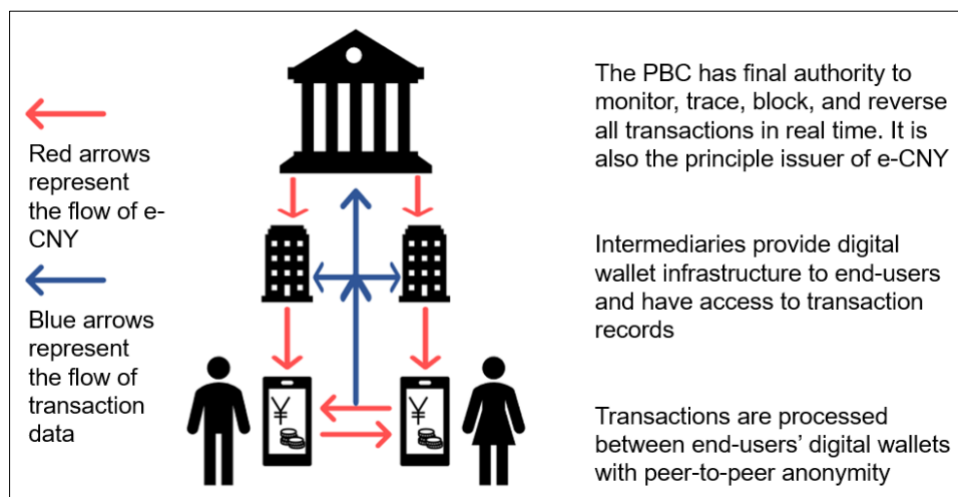 Red arrows
represent
the flow of e-
CNY
Blue arrows
represent
the flow of
transaction
data
¥
¥
The PBC has final authority to
monitor, trace, block, and reverse
all transactions in real time. It is
also the principle issuer of e-CNY
Intermediaries provide digital
wallet infrastructure to end-users
and have access to transaction
records
Transactions are processed
between end-users’ digital wallets
with peer-to-peer anonymity